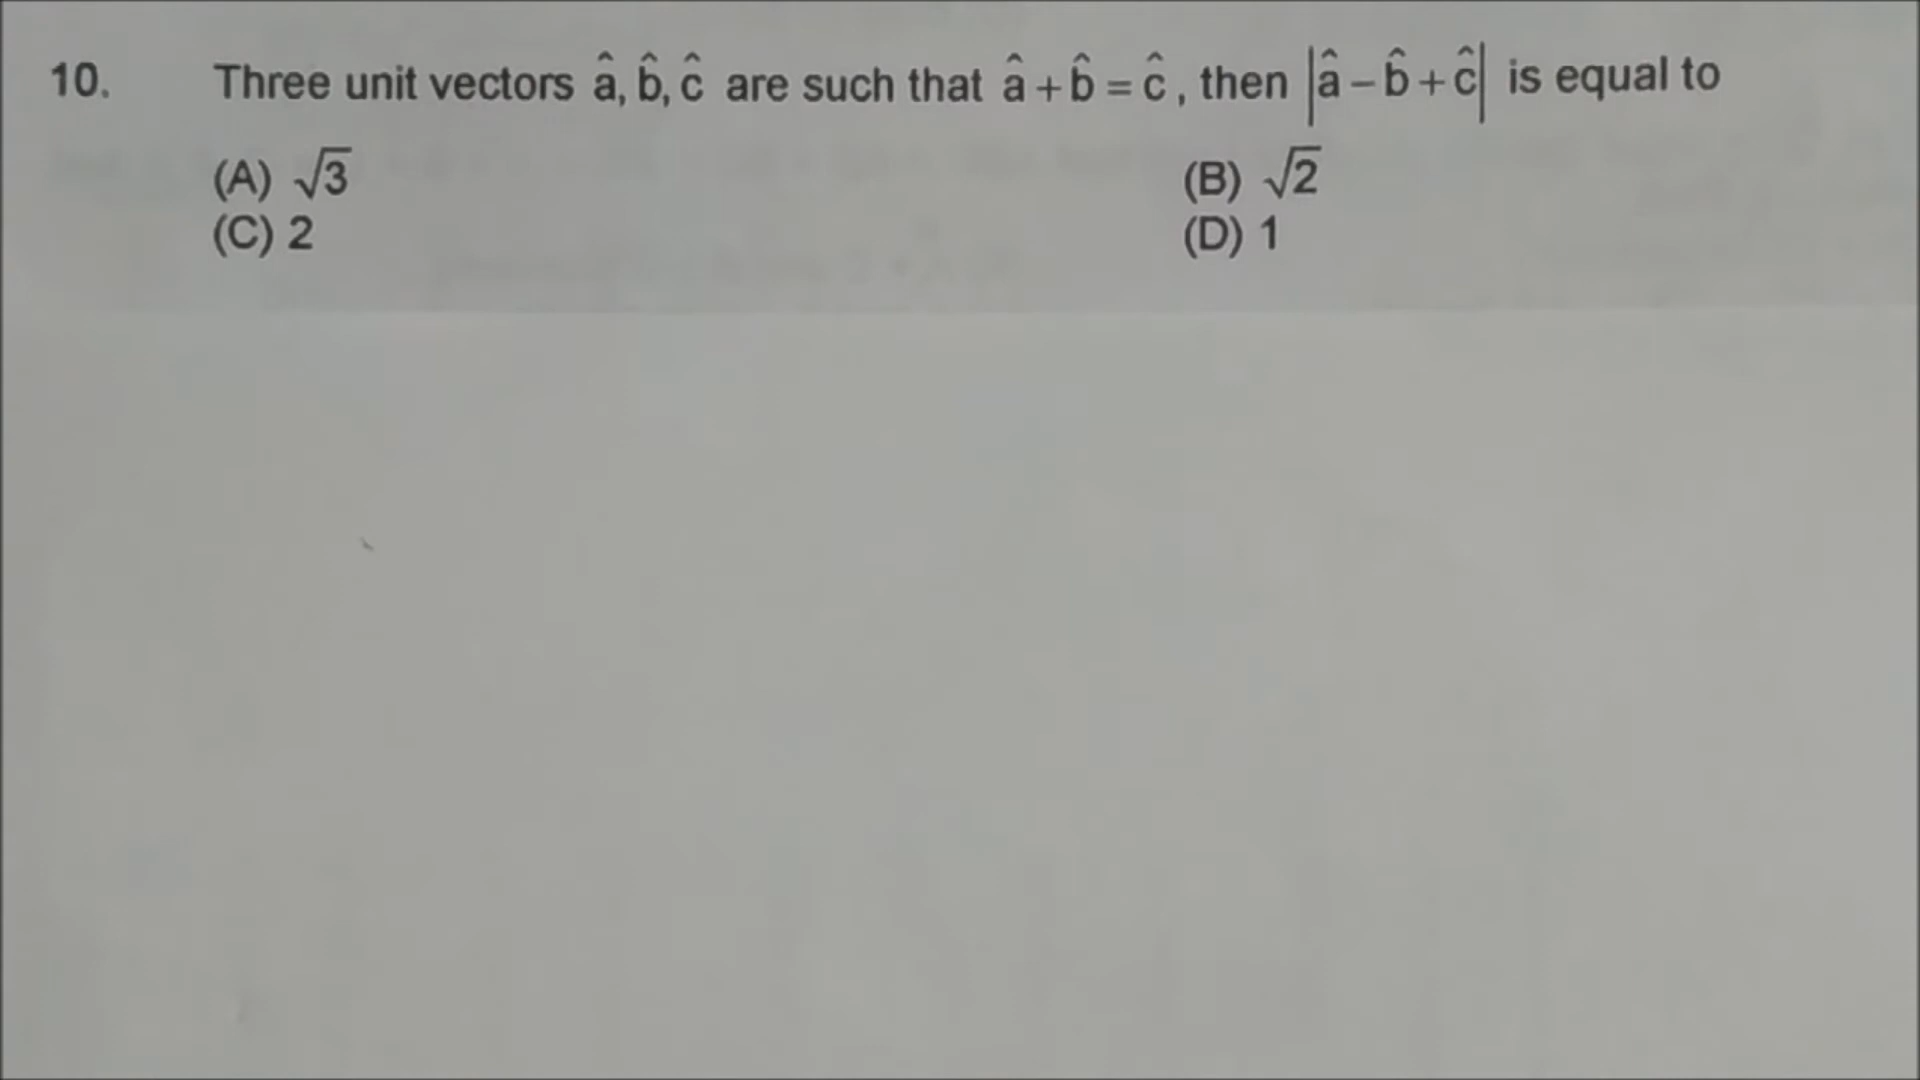 10. Three unit vectors â, b̂, ĉ are such that â + b̂ = ĉ, then |â − b̂ + ĉ| is equal to
(A) √3 (B) √2
(C) 2 (D) 1